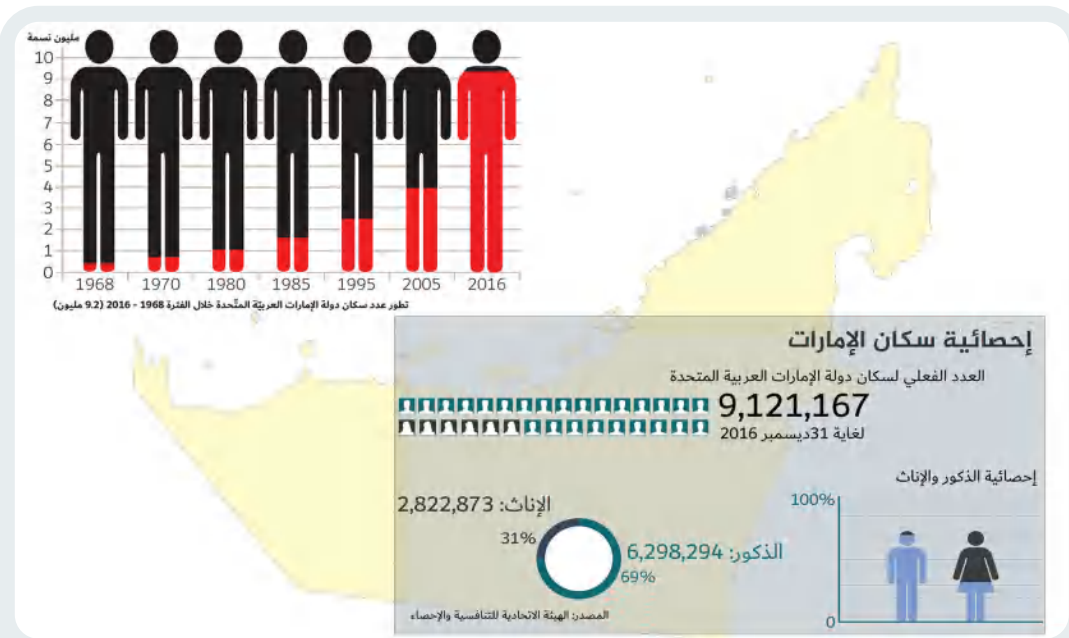 مليون نسمة
10
9
8
7
6
5
4
3
2
1
0
1968 1970 1980 1985 1995 2005 2016
تطور عدد سكان دولة الإمارات العربيّة المتّحدة خلال الفترة 1968 - 2016 (9.2 مليون)
إحصائية سكان الإمارات
العدد الفعلي لسكان دولة الإمارات العربية المتحدة
9,121,167
لغاية 31ديسمبر 2016
إحصائية الذكور والإناث
100%
0
الإناث: 2,822,873
31%
الذكور: 6,298,294
69%
المصدر: الهيئة الاتحادية للتنافسية والإحصاء